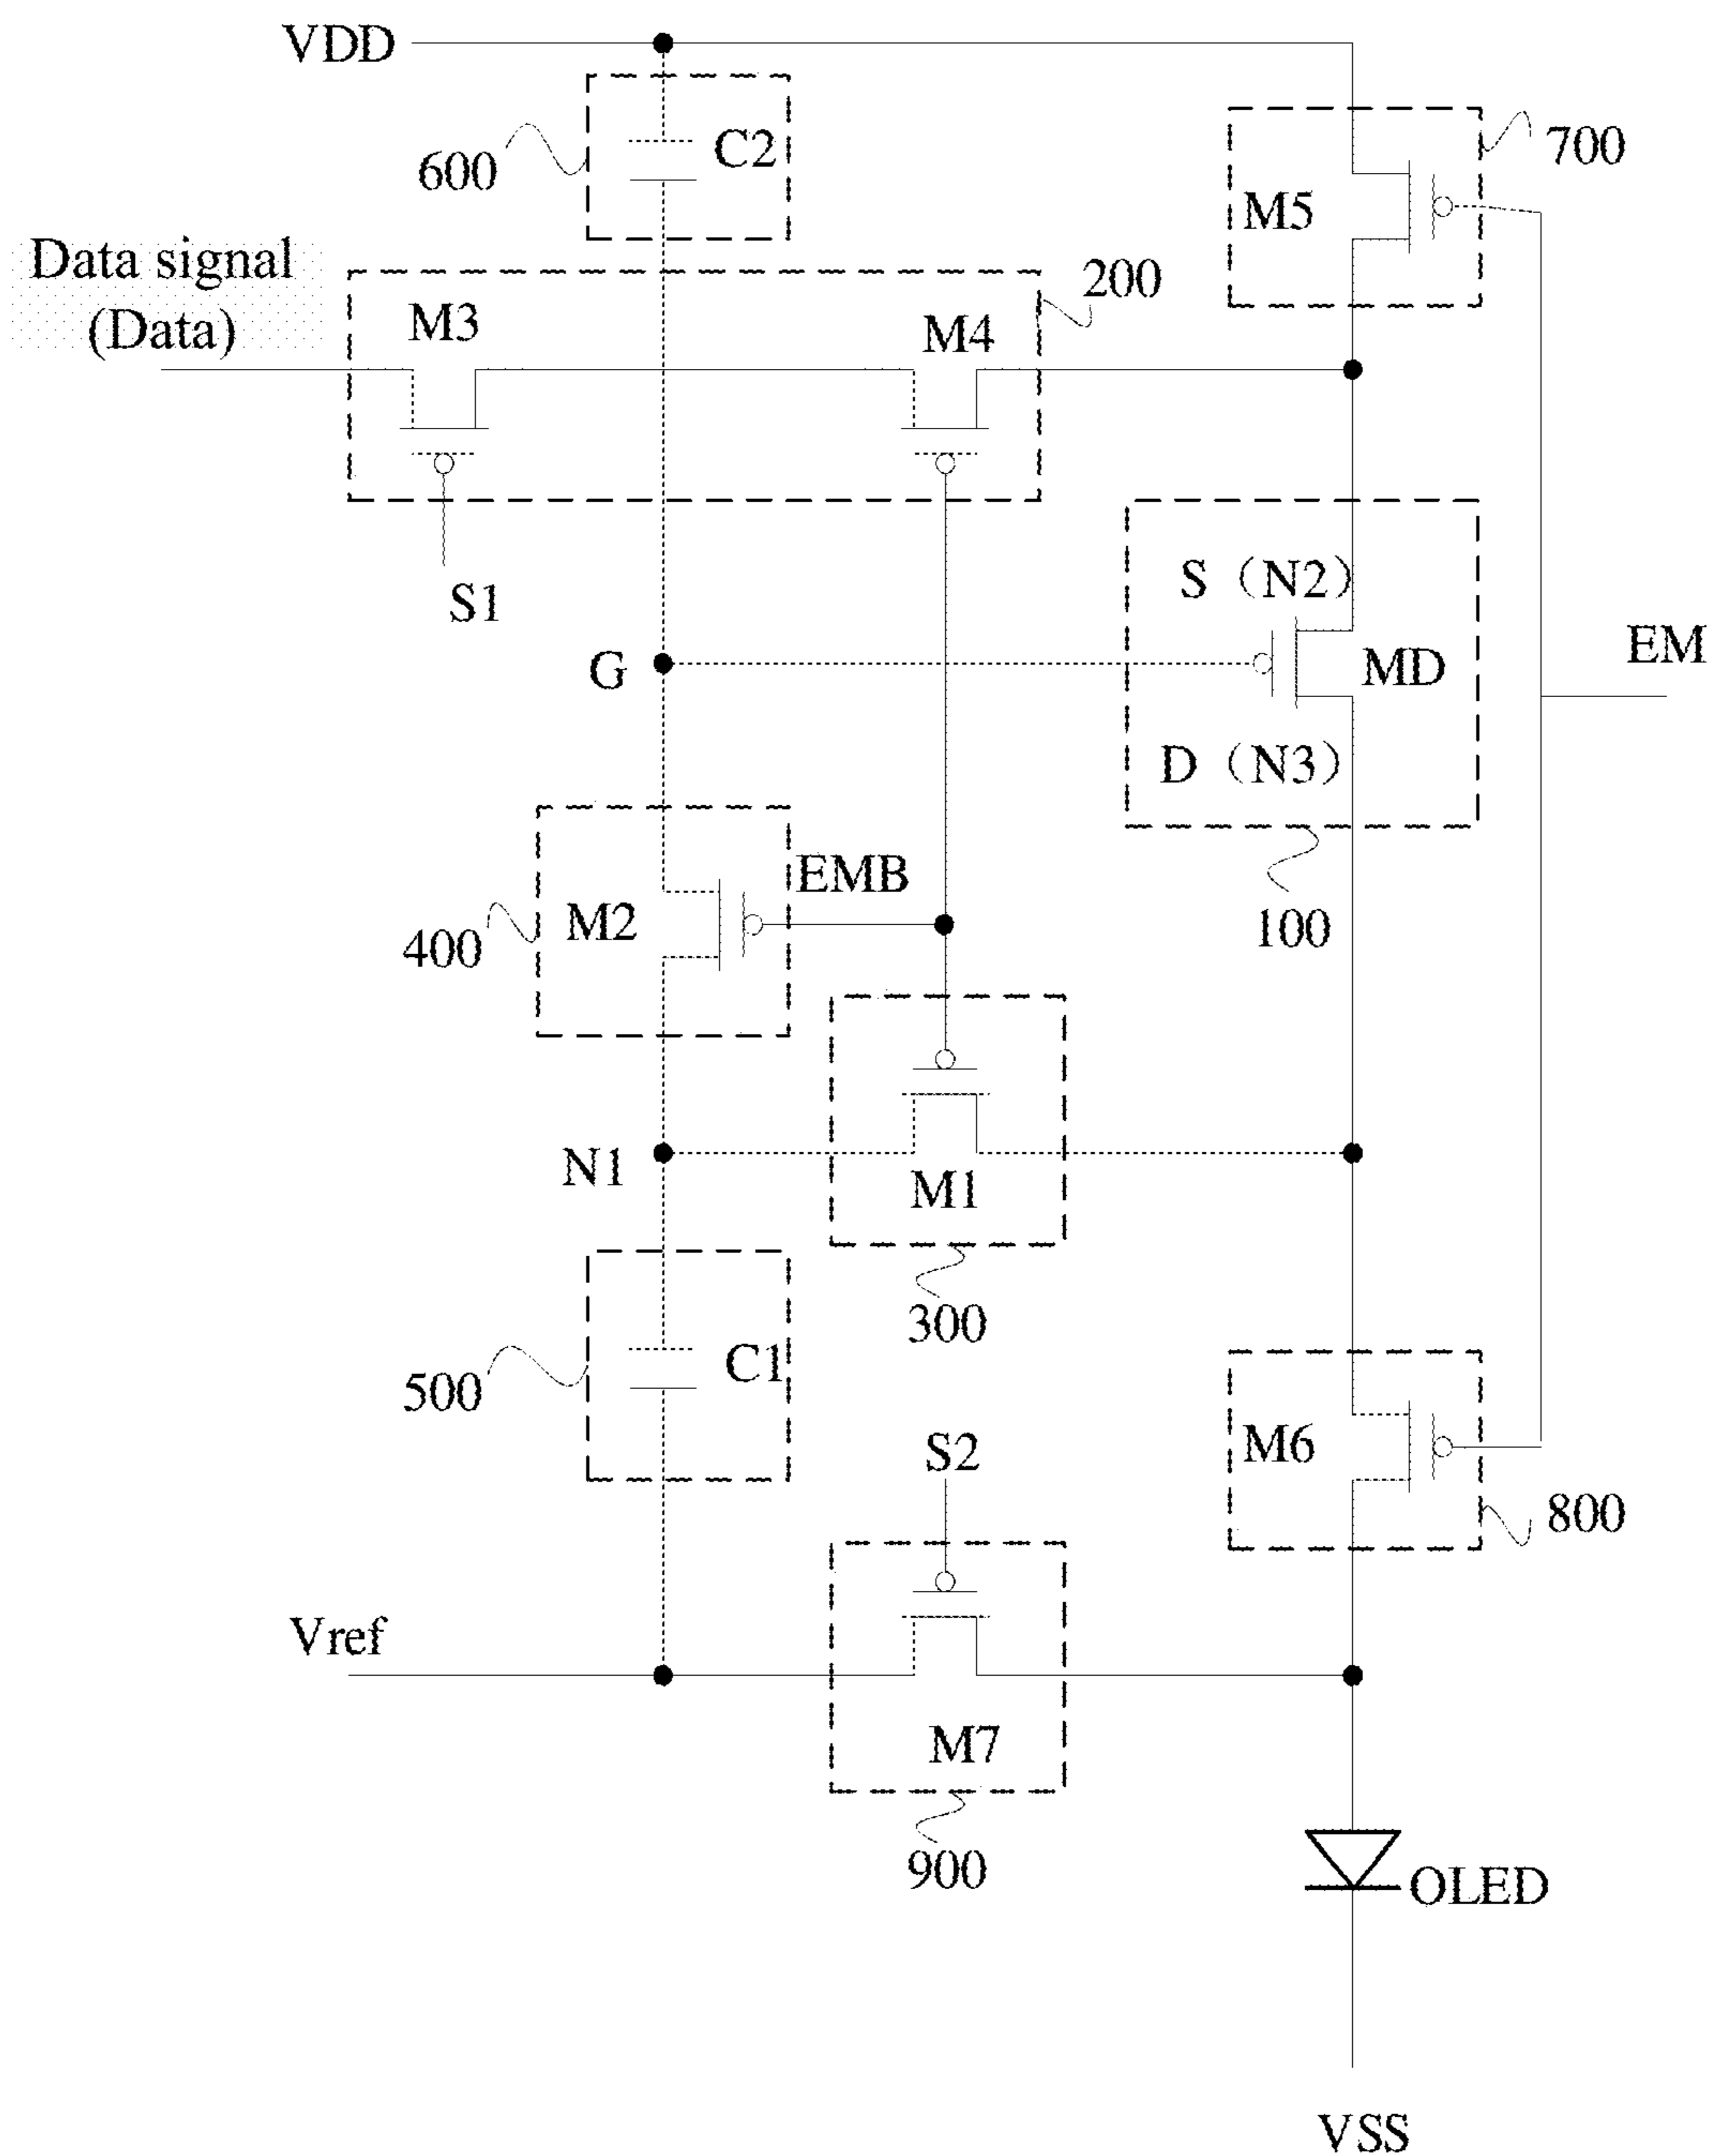 VDD
C2
600
700
M5
Data signal
(Data)
200
M3
M4
S (N2)
S1
EM
G
MD
D (N3)
EMB
M2
400
100
N1
M1
300
C1
500
M6
S2
800
Vref
M7
900
OLED
VSS